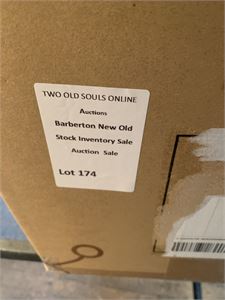 TWO OLD SOULS ONLINE
Auctions
Barberton New Old
Stock Inventory Sale
Auction Sale
Lot 174